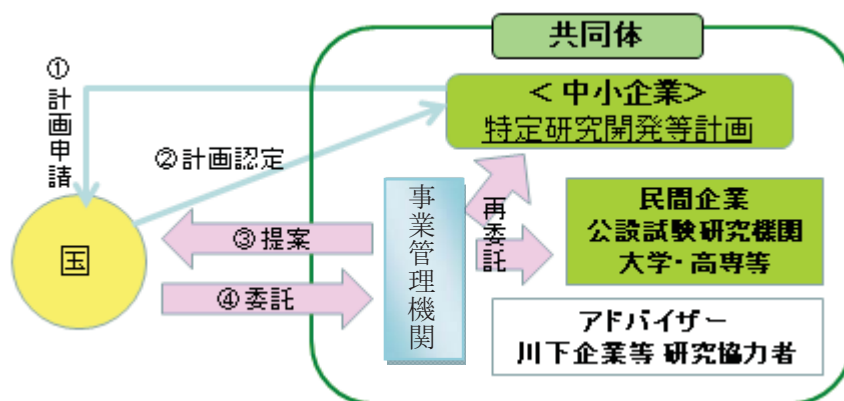 共同体
①計画申請
<中小企業>
特定研究開発等計画
②計画認定
国
③提案
④委託
事業管理機関
再委託
民間企業
公設試験研究機関
大学・高専等
アドバイザー
川下企業等 研究協力者